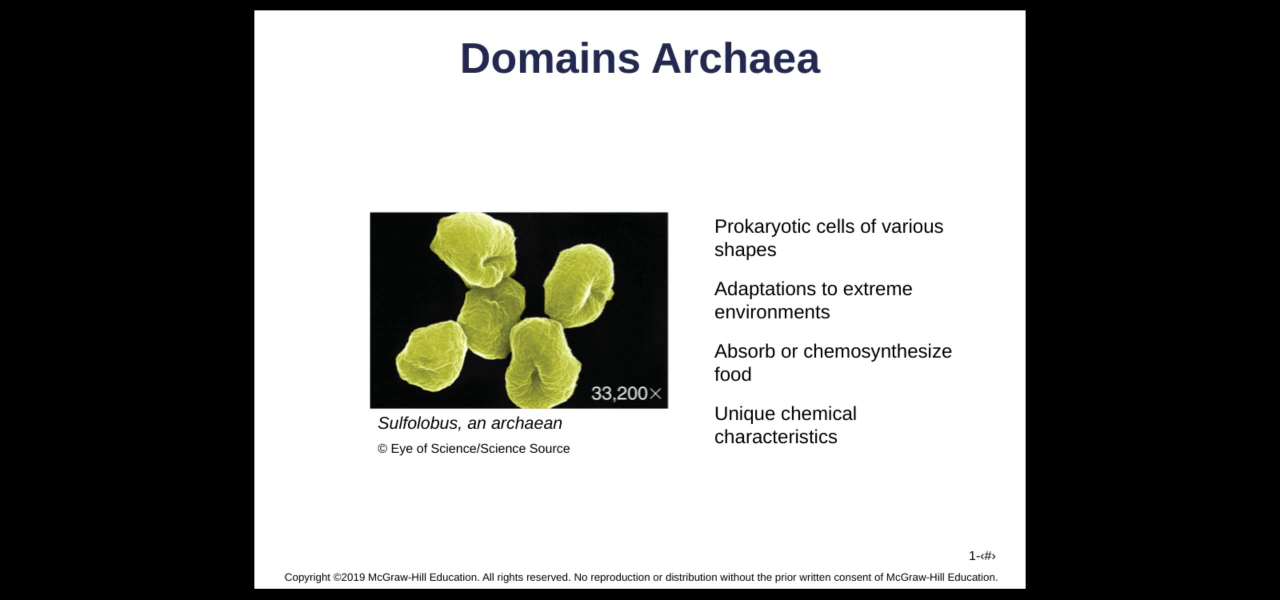 Domains Archaea
33,200×
Sulfolobus, an archaean
© Eye of Science/Science Source
Prokaryotic cells of various
shapes
Adaptations to extreme
environments
Absorb or chemosynthesize
food
Unique chemical
characteristics
1-‹#›
Copyright ©2019 McGraw-Hill Education. All rights reserved. No reproduction or distribution without the prior written consent of McGraw-Hill Education.